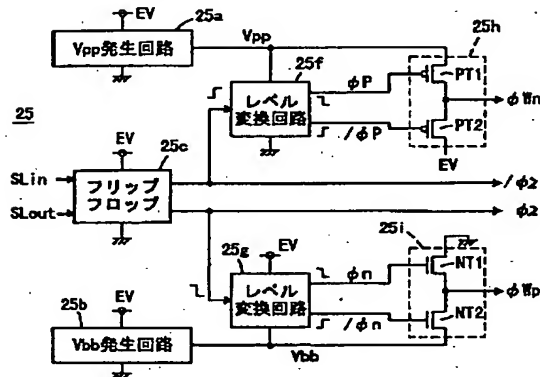 EV
25a
Vpp発生回路
Vpp
25h
25f
φP
PT1
レベル
変換回路
φWn
/φP
PT2
EV
25
EV
25c
SLin
フリップ
フロップ
/φ2
SLout
φ2
25g
EV
25i
φn
NT1
レベル
変換回路
φWp
EV
25b
/φn
NT2
Vbb発生回路
Vbb